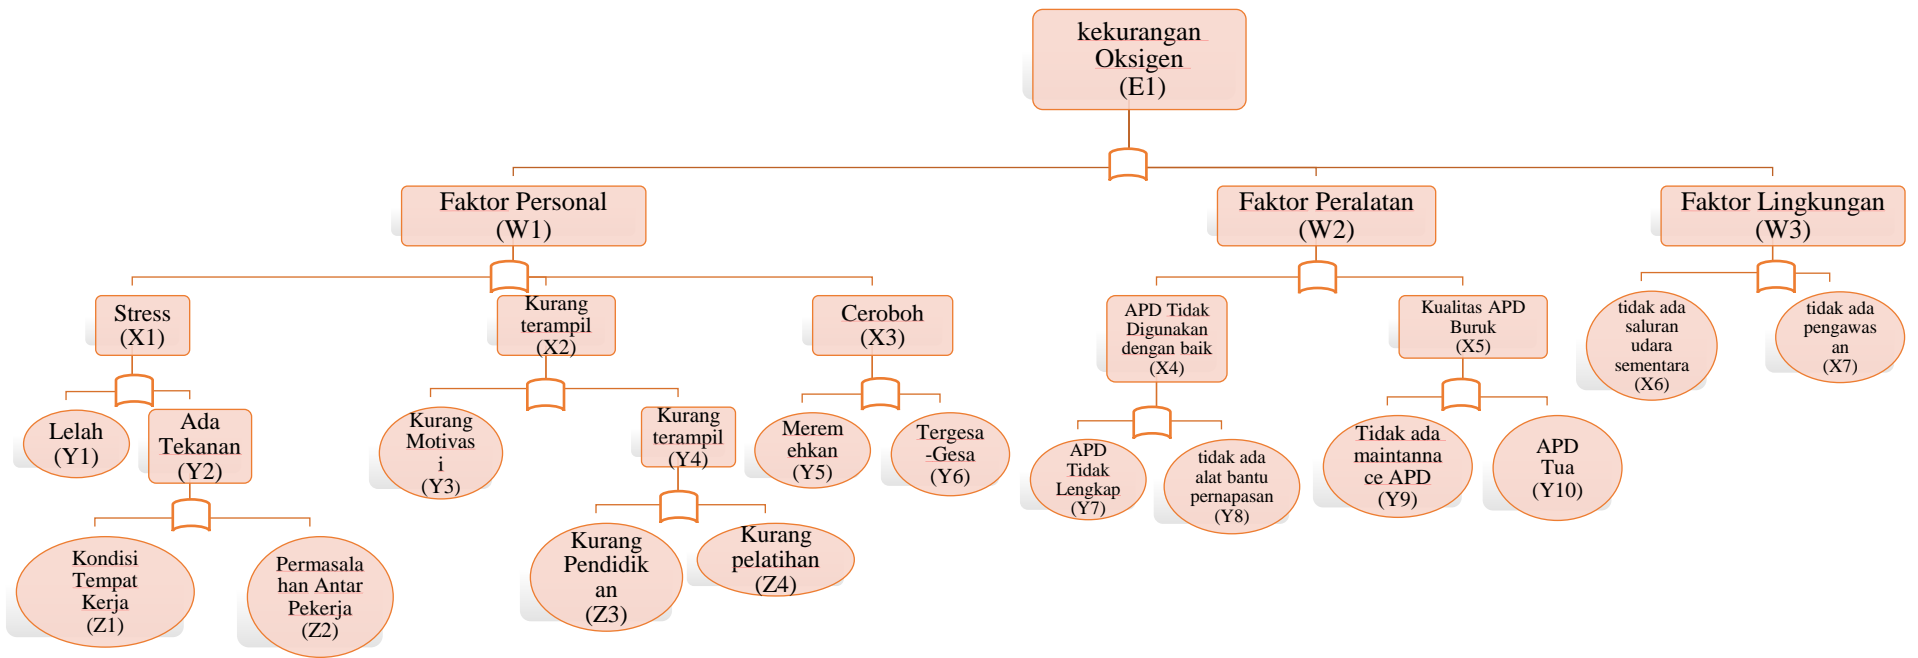 kekurangan
Oksigen
(E1)
Faktor Personal
(W1)
Faktor Peralatan
(W2)
Faktor Lingkungan
(W3)
Stress
(X1)
Kurang
terampil
(X2)
Ceroboh
(X3)
APD Tidak
Digunakan
dengan baik
(X4)
Kualitas APD
Buruk
(X5)
tidak ada
saluran
udara
sementara
(X6)
tidak ada
pengawas
an
(X7)
Lelah
(Y1)
Ada
Tekanan
(Y2)
Kurang
Motivas
i
(Y3)
Kurang
terampil
(Y4)
Merem
ehkan
(Y5)
Tergesa
-Gesa
(Y6)
APD
Tidak
Lengkap
(Y7)
tidak ada
alat bantu
pernapasan
(Y8)
Tidak ada
maintanna
ce APD
(Y9)
APD
Tua
(Y10)
Kondisi
Tempat
Kerja
(Z1)
Permasala
han Antar
Pekerja
(Z2)
Kurang
Pendidik
an
(Z3)
Kurang
pelatihan
(Z4)